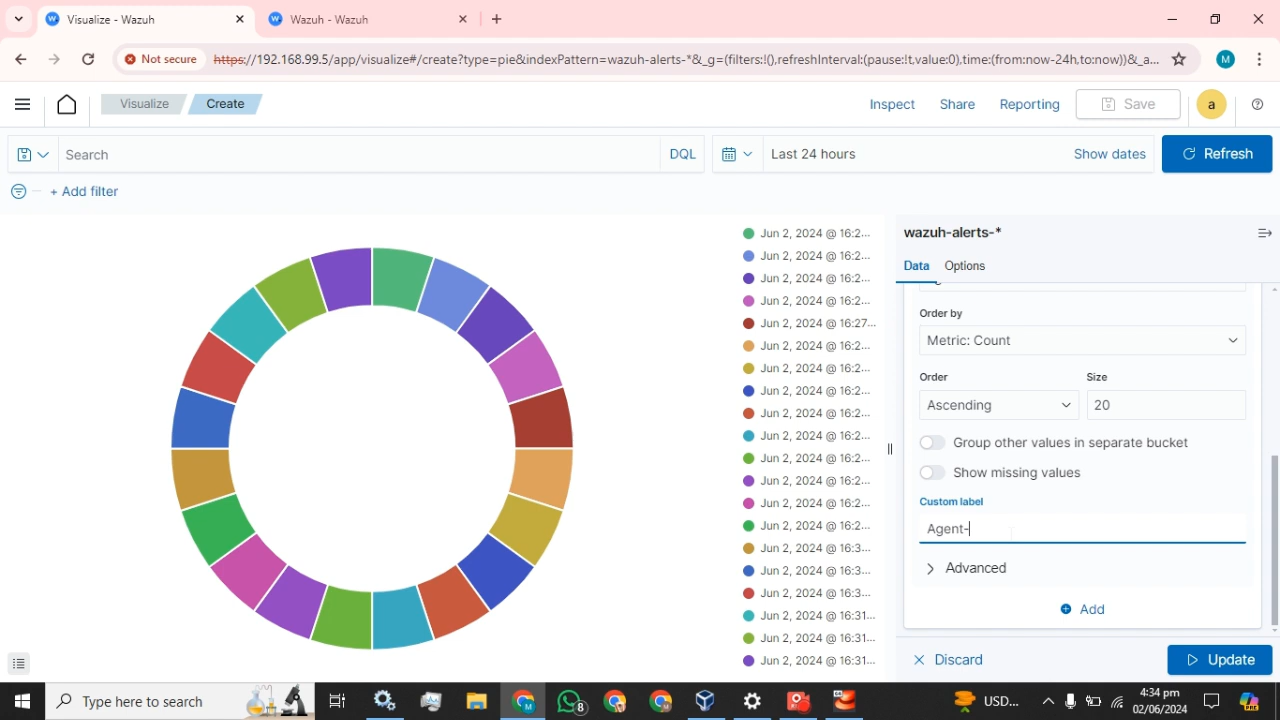 Visualize - Wazuh
Wazuh - Wazuh
Not secure
https://192.168.99.5/app/visualize#/create?type=pie&indexPattern=wazuh-alerts-*&_g=(filters:!(),refreshInterval:(pause:!t,value:0),time:(from:now-24h,to:now))&_a...
M
Visualize
Create
Inspect
Share
Reporting
Save
a
Search
DQL
Last 24 hours
Show dates
Refresh
+ Add filter
Jun 2, 2024 @ 16:2...
Jun 2, 2024 @ 16:2...
Jun 2, 2024 @ 16:2...
Jun 2, 2024 @ 16:2...
Jun 2, 2024 @ 16:27...
Jun 2, 2024 @ 16:2...
Jun 2, 2024 @ 16:2...
Jun 2, 2024 @ 16:2...
Jun 2, 2024 @ 16:2...
Jun 2, 2024 @ 16:2...
Jun 2, 2024 @ 16:2...
Jun 2, 2024 @ 16:2...
Jun 2, 2024 @ 16:2...
Jun 2, 2024 @ 16:2...
Jun 2, 2024 @ 16:3...
Jun 2, 2024 @ 16:3...
Jun 2, 2024 @ 16:3...
Jun 2, 2024 @ 16:31...
Jun 2, 2024 @ 16:31...
Jun 2, 2024 @ 16:31...
wazuh-alerts-*
Data
Options
Order by
Metric: Count
Order
Size
Ascending
20
Group other values in separate bucket
Show missing values
Custom label
Agent-
Advanced
Add
Discard
Update
Type here to search
8
USD...
4:34 pm
02/06/2024